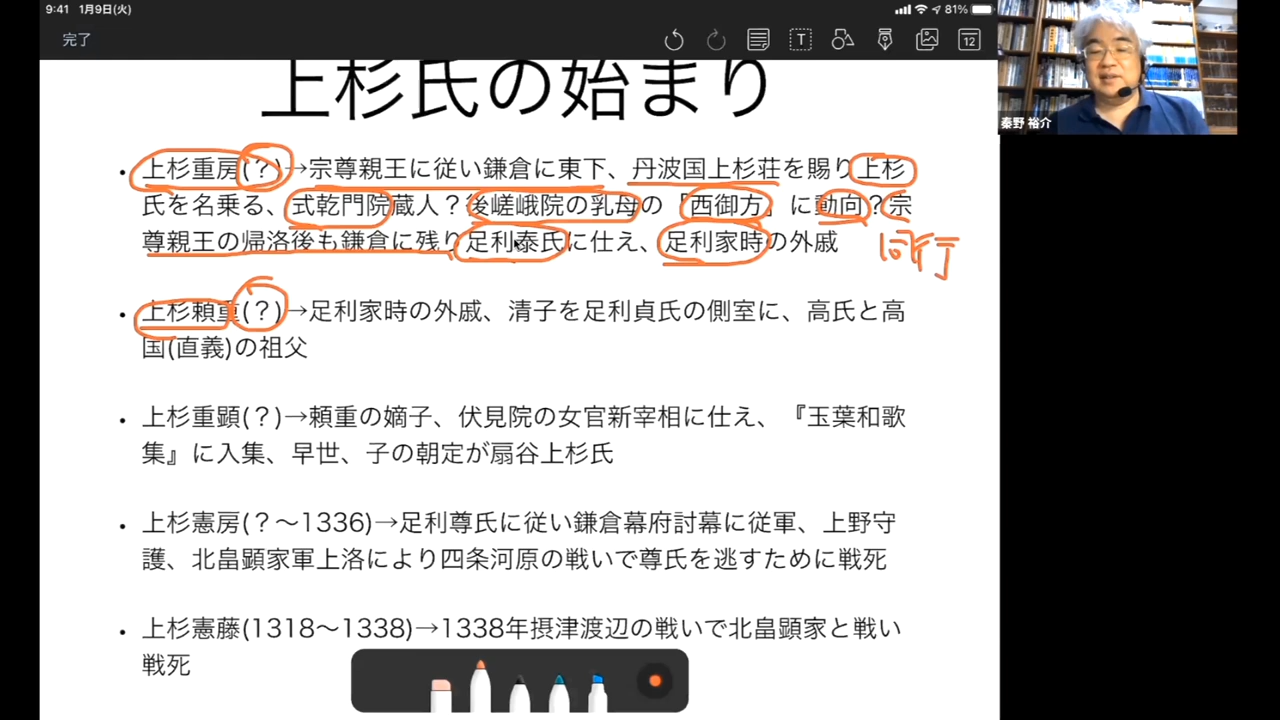 9:41 1月9日(火)
81%
完了
T
12
秦野 裕介
上杉氏の始まり
• 上杉重房(？)→宗尊親王に従い鎌倉に東下、丹波国上杉荘を賜り上杉
氏を名乗る、式乾門院蔵人？後嵯峨院の乳母の「西御方」に動向？宗
尊親王の帰洛後も鎌倉に残り足利泰氏に仕え、足利家時の外戚
同行
• 上杉頼重(？)→足利家時の外戚、清子を足利貞氏の側室に、高氏と高
国(直義)の祖父
• 上杉重顕(？)→頼重の嫡子、伏見院の女官新宰相に仕え、『玉葉和歌
集』に入集、早世、子の朝定が扇谷上杉氏
• 上杉憲房(？〜1336)→足利尊氏に従い鎌倉幕府討幕に従軍、上野守
護、北畠顕家軍上洛により四条河原の戦いで尊氏を逃すために戦死
• 上杉憲藤(1318〜1338)→1338年摂津渡辺の戦いで北畠顕家と戦い
戦死